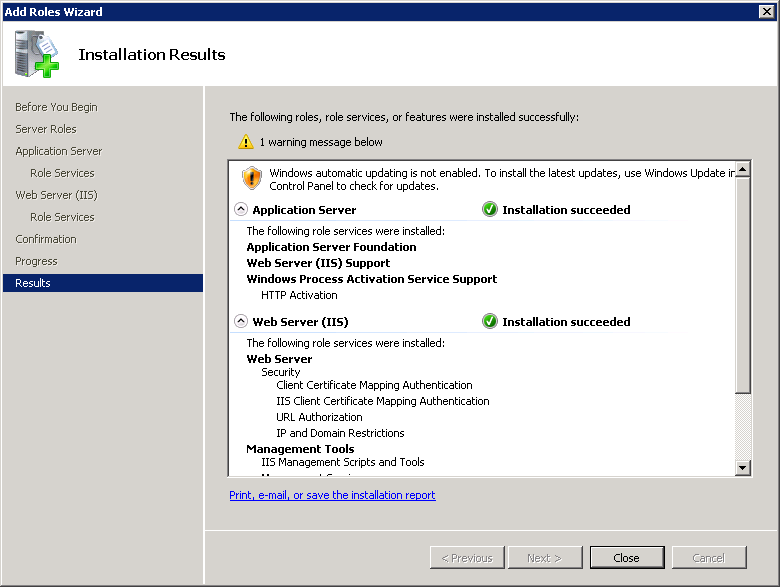 Add Roles Wizard
Installation Results
Before You Begin
Server Roles
Application Server
Role Services
Web Server (IIS)
Role Services
Confirmation
Progress
Results
The following roles, role services, or features were installed successfully:
1 warning message below
Windows automatic updating is not enabled. To install the latest updates, use Windows Update in
Control Panel to check for updates.
Application Server Installation succeeded
The following role services were installed:
Application Server Foundation
Web Server (IIS) Support
Windows Process Activation Service Support
HTTP Activation
Web Server (IIS) Installation succeeded
The following role services were installed:
Web Server
Security
Client Certificate Mapping Authentication
IIS Client Certificate Mapping Authentication
URL Authorization
IP and Domain Restrictions
Management Tools
IIS Management Scripts and Tools
Print, e-mail, or save the installation report
< Previous Next > Close Cancel